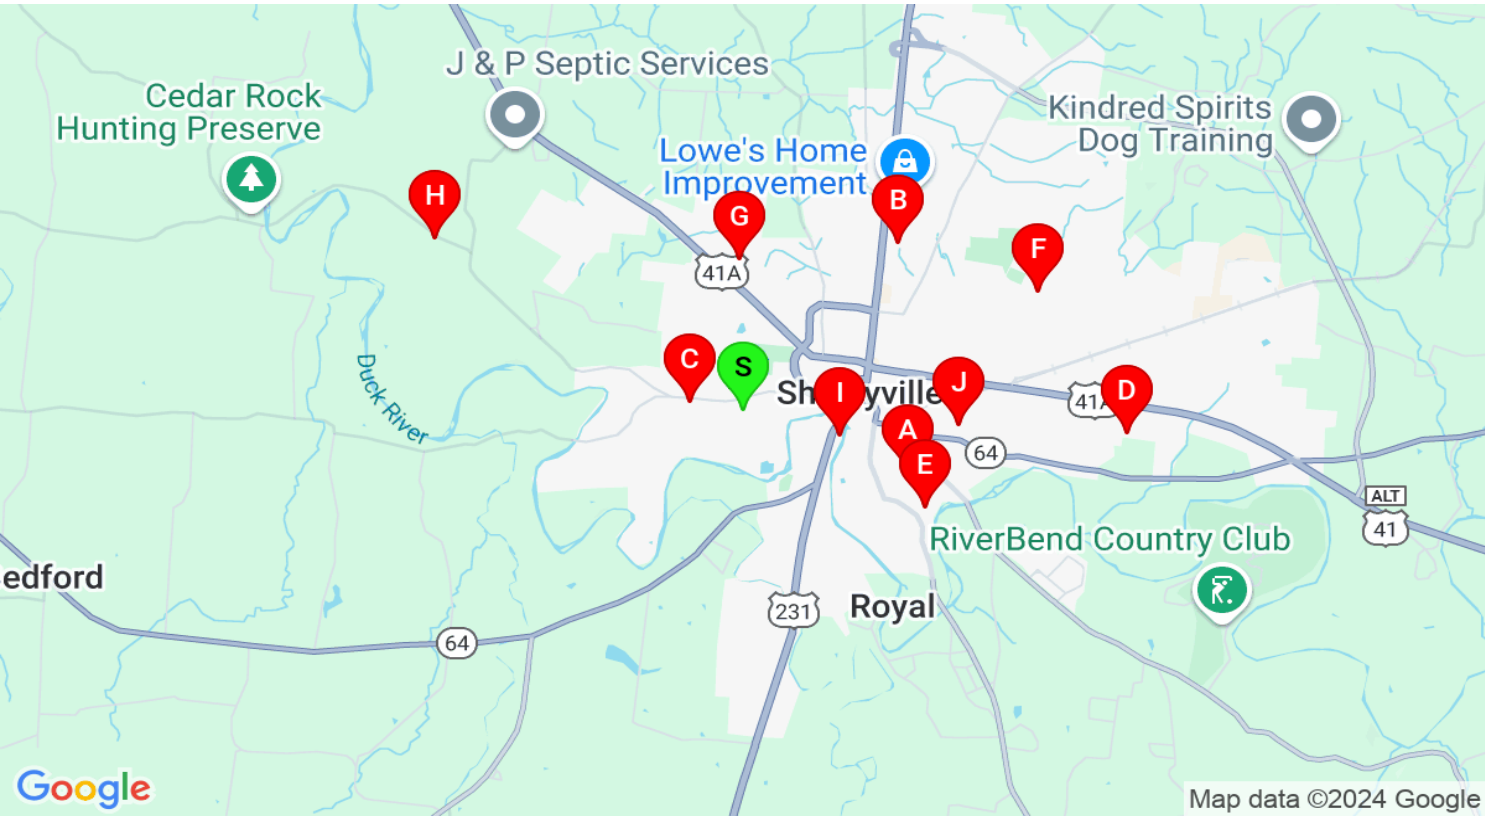 J & P Septic Services
Cedar Rock
Hunting Preserve
Kindred Spirits
Dog Training
Lowe's Home
Improvement
H
G
B
F
41A
C
S
I
J
D
A
E
64
Duck River
ALT
41
RiverBend Country Club
Royal
231
64
Google
Map data ©2024 Google